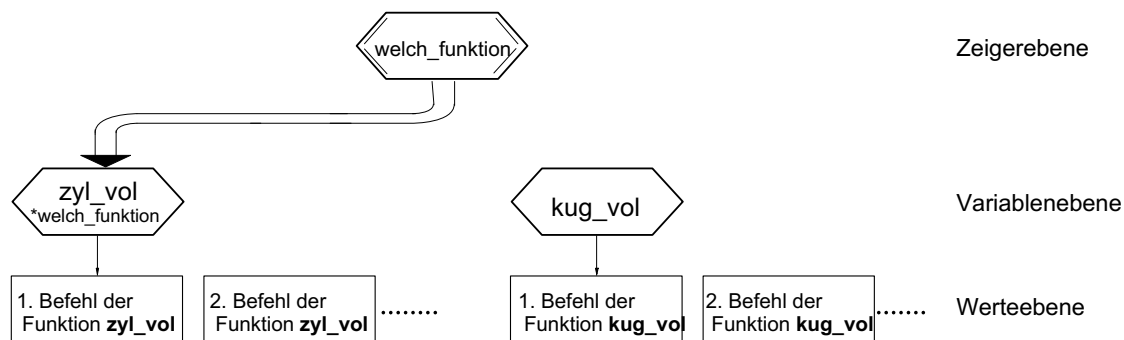 welch_funktion
Zeigerebene
zyl_vol
*welch_funktion
kug_vol
Variablenebene
1. Befehl der
Funktion zyl_vol
2. Befehl der
Funktion zyl_vol
........
1. Befehl der
Funktion kug_vol
2. Befehl der
Funktion kug_vol
.......
Werteebene